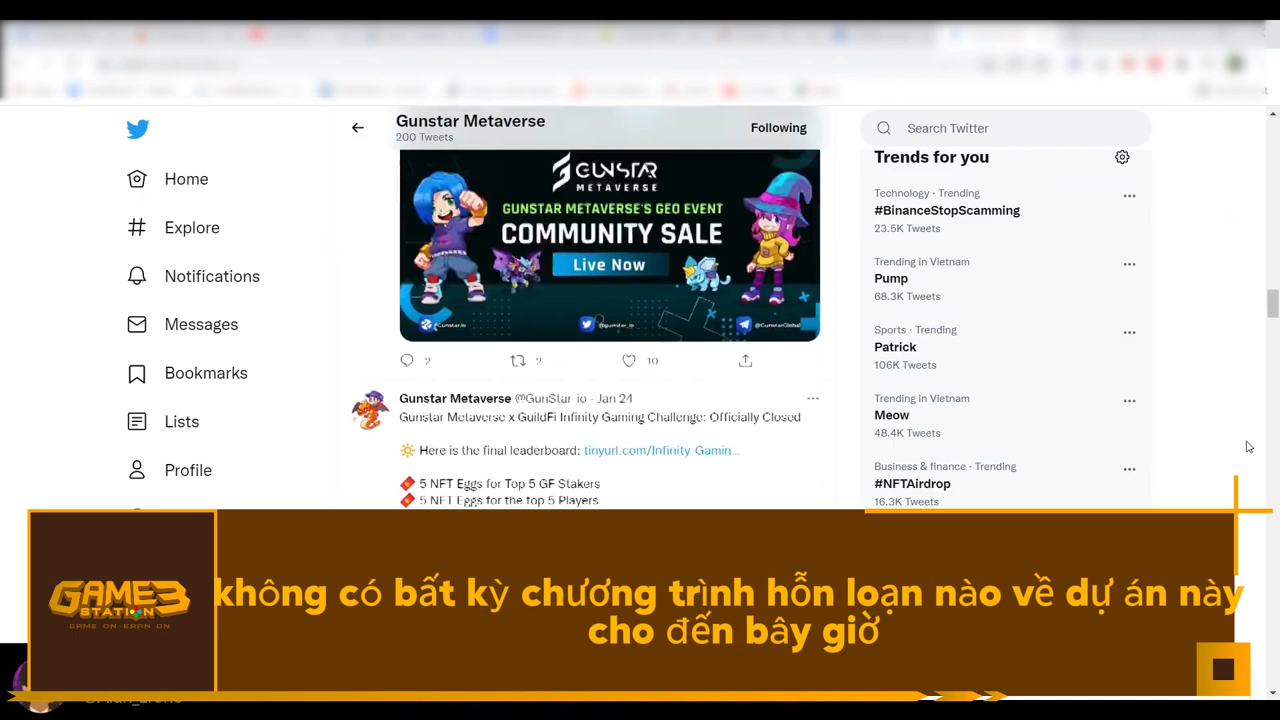 Gunstar Metaverse
200 Tweets
Following
Search Twitter
Home
Explore
Notifications
Messages
Bookmarks
Lists
Profile
GUNSTAR
METAVERSE
GUNSTAR METAVERSE'S GEO EVENT
COMMUNITY SALE
Live Now
2
2
10
Gunstar Metaverse @GunStar_io · Jan 24
Gunstar Metaverse x GuildFi Infinity Gaming Challenge: Officially Closed
Here is the final leaderboard: tinyurl.com/Infinity-Gamin…
5 NFT Eggs for Top 5 GF Stakers
5 NFT Eggs for the top 5 Players
Trends for you
Technology · Trending
#BinanceStopScamming
23.5K Tweets
Trending in Vietnam
Pump
68.3K Tweets
Sports · Trending
Patrick
106K Tweets
Trending in Vietnam
Meow
48.4K Tweets
Business & finance · Trending
#NFTAirdrop
16.3K Tweets
GAME3
STATION
GAME ON-EARN ON
không có bất kỳ chương trình hỗn loạn nào về dự án này
cho đến bây giờ